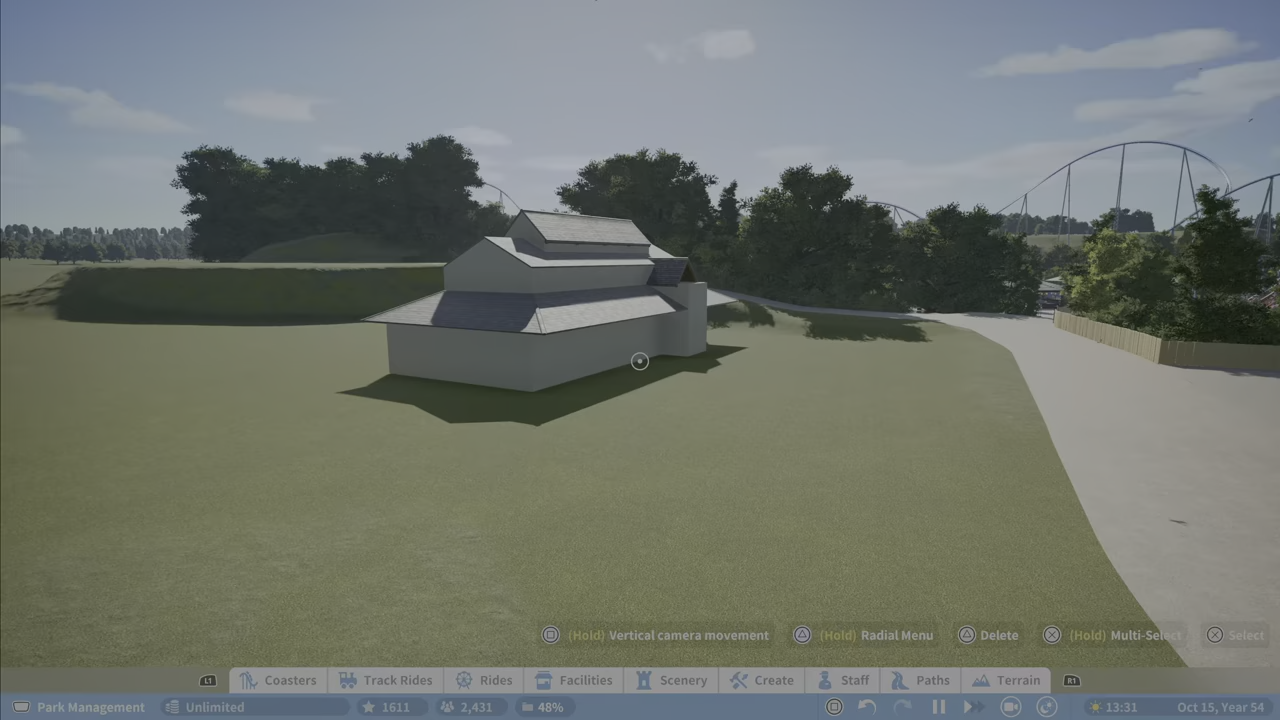 (Hold) Vertical camera movement (Hold) Radial Menu Delete (Hold) Multi-Select Select
L1 Coasters Track Rides Rides Facilities Scenery Create Staff Paths Terrain R1
Park Management Unlimited 1611 2,431 48% 13:31 Oct 15, Year 54